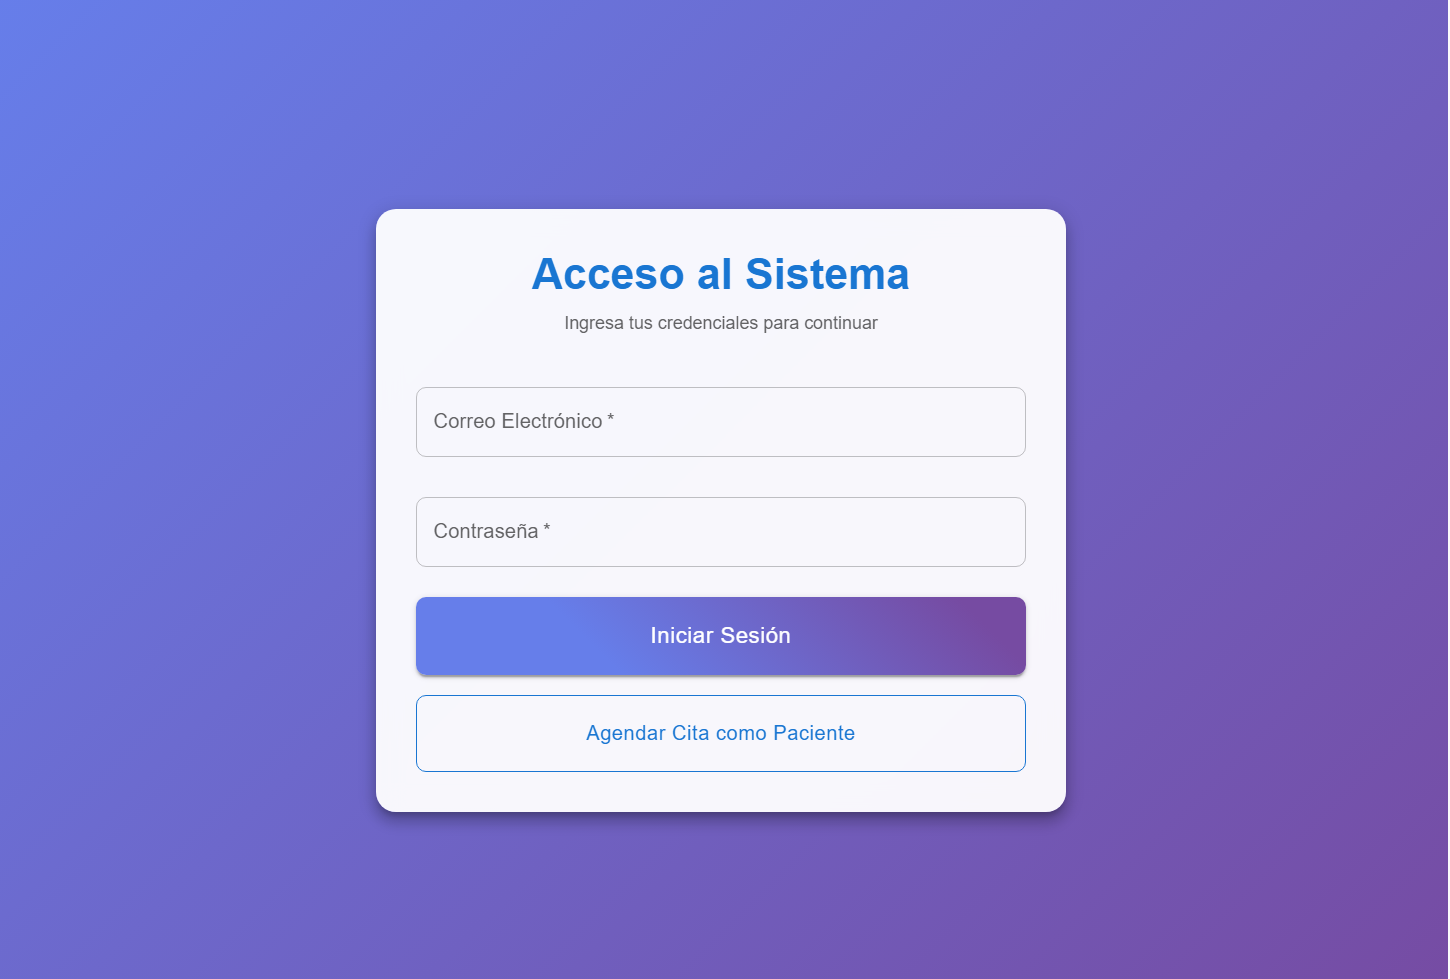 Acceso al Sistema
Ingresa tus credenciales para continuar
Correo Electrónico *
Contraseña *
Iniciar Sesión
Agendar Cita como Paciente